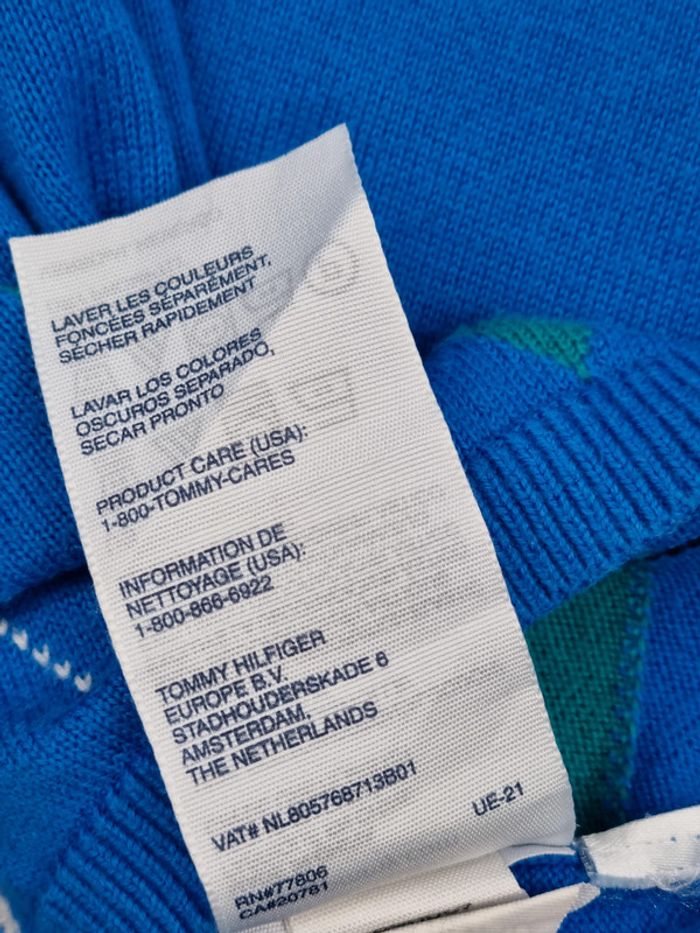 LAVER LES COULEURS
FONCÉES SÉPARÉMENT,
SÉCHER RAPIDEMENT
LAVAR LOS COLORES
OSCUROS SEPARADO,
SECAR PRONTO
PRODUCT CARE (USA):
1-800-TOMMY-CARES
INFORMATION DE
NETTOYAGE (USA):
1-800-866-6922
TOMMY HILFIGER
EUROPE B.V.
STADHOUDERSKADE 6
AMSTERDAM,
THE NETHERLANDS
VAT# NL805768713B01
UE-21
RN#77806
CA#20781